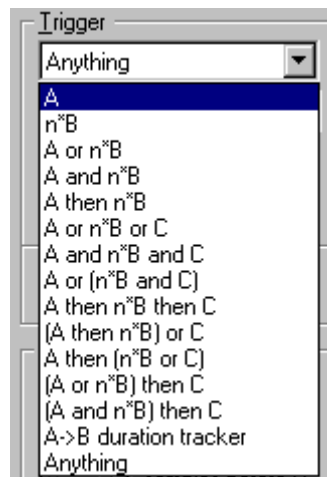 Trigger
Anything
A
n*B
A or n*B
A and n*B
A then n*B
A or n*B or C
A and n*B and C
A or (n*B and C)
A then n*B then C
(A then n*B) or C
A then (n*B or C)
(A or n*B) then C
(A and n*B) then C
A->B duration tracker
Anything